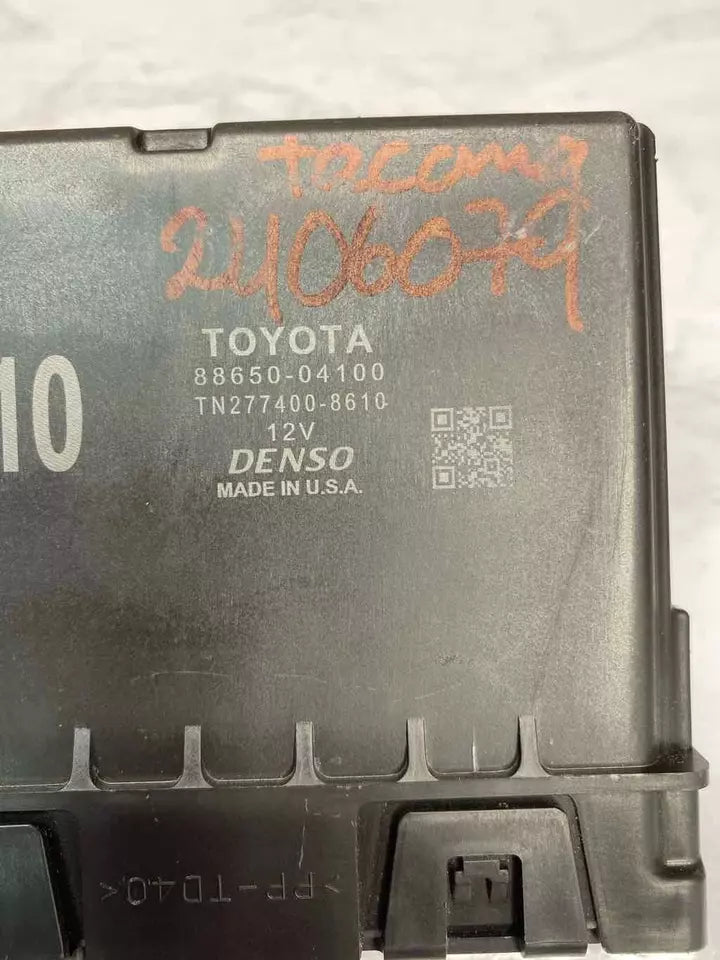 tacoma
2406079
10
TOYOTA
88650-04100
TN277400-8610
12V
DENSO
MADE IN U.S.A.
>PP-TD40<